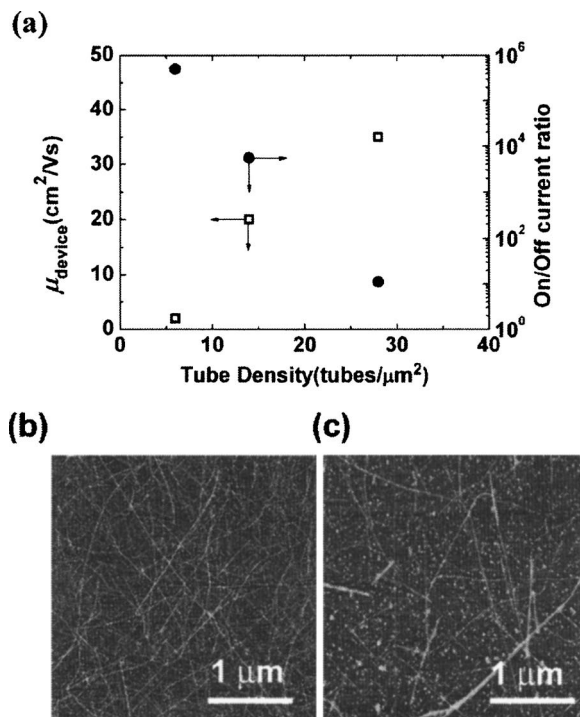 (a)
50
40
30
20
10
0
μdevice(cm²/Vs)
10⁶
10⁴
10²
10⁰
On/Off current ratio
0 10 20 30 40
Tube Density(tubes/μm²)
(b) (c)
1 μm 1 μm